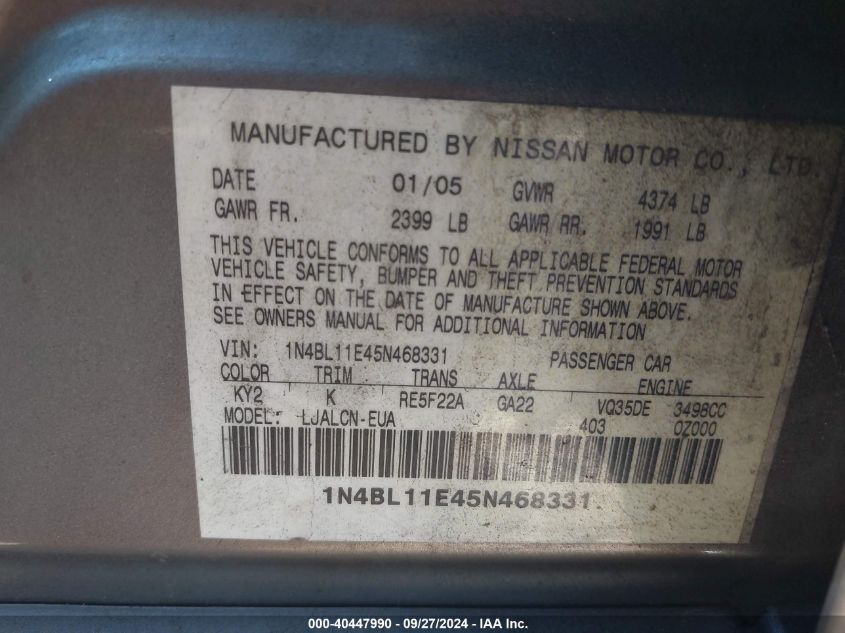 MANUFACTURED BY NISSAN MOTOR CO., LTD.
DATE 01/05 GVWR 4374 LB
GAWR FR. 2399 LB GAWR RR. 1991 LB
THIS VEHICLE CONFORMS TO ALL APPLICABLE FEDERAL MOTOR
VEHICLE SAFETY, BUMPER AND THEFT PREVENTION STANDARDS
IN EFFECT ON THE DATE OF MANUFACTURE SHOWN ABOVE.
SEE OWNERS MANUAL FOR ADDITIONAL INFORMATION
VIN: 1N4BL11E45N468331 PASSENGER CAR
COLOR TRIM TRANS AXLE ENGINE
KY2 K RE5F22A GA22 VQ35DE 3498CC
MODEL: LJALCN-EUA 403 0Z000
1N4BL11E45N468331
000-40447990 - 09/27/2024 - IAA Inc.